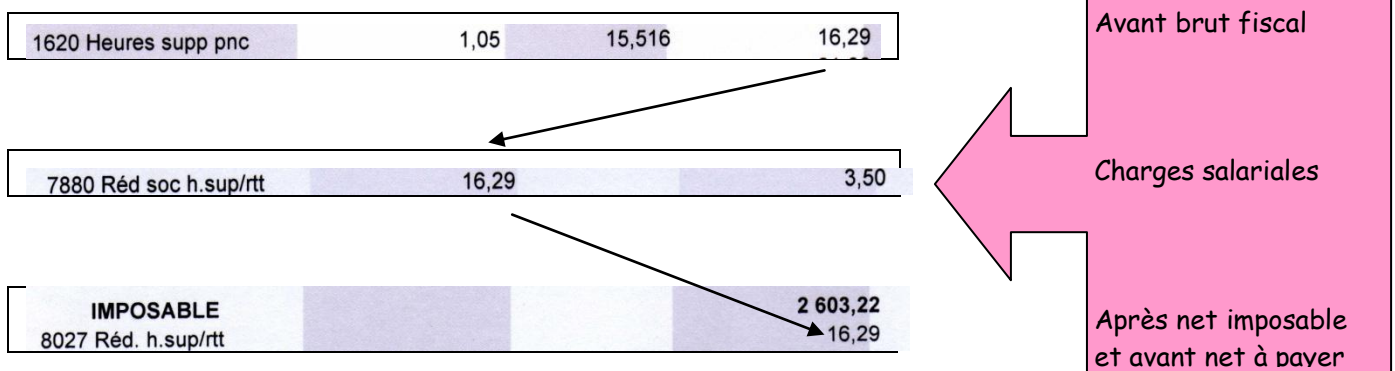 1620 Heures supp pnc 1,05 15,516 16,29
7880 Réd soc h.sup/rtt 16,29 3,50
IMPOSABLE 2 603,22
8027 Réd. h.sup/rtt 16,29
Avant brut fiscal
Charges salariales
Après net imposable
et avant net à payer